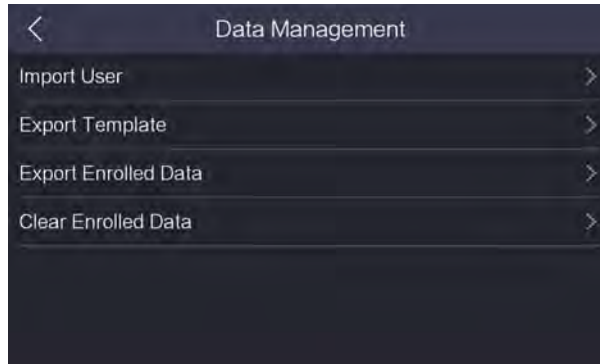 Data Management
Import User
Export Template
Export Enrolled Data
Clear Enrolled Data